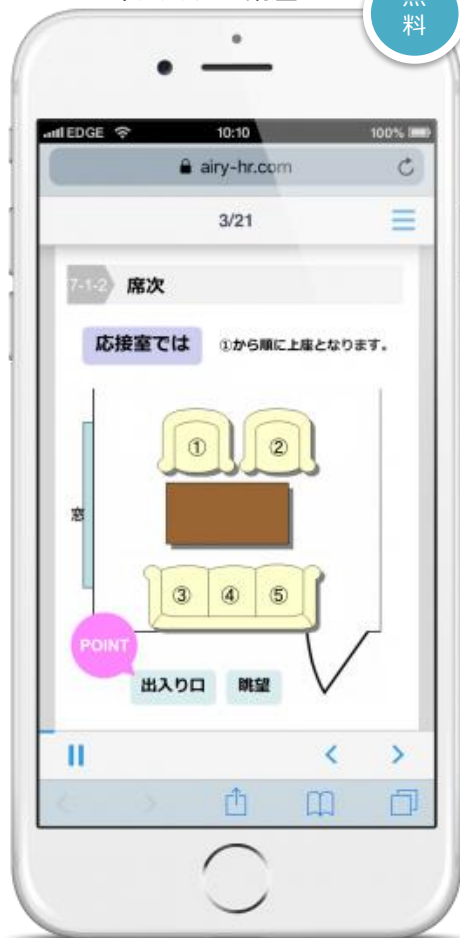 料
EDGE 10:10 100%
airy-hr.com
3/21
7-1-2 席次
応接室では ①から順に上座となります。
① ②
窓
③ ④ ⑤
POINT
出入り口 眺望